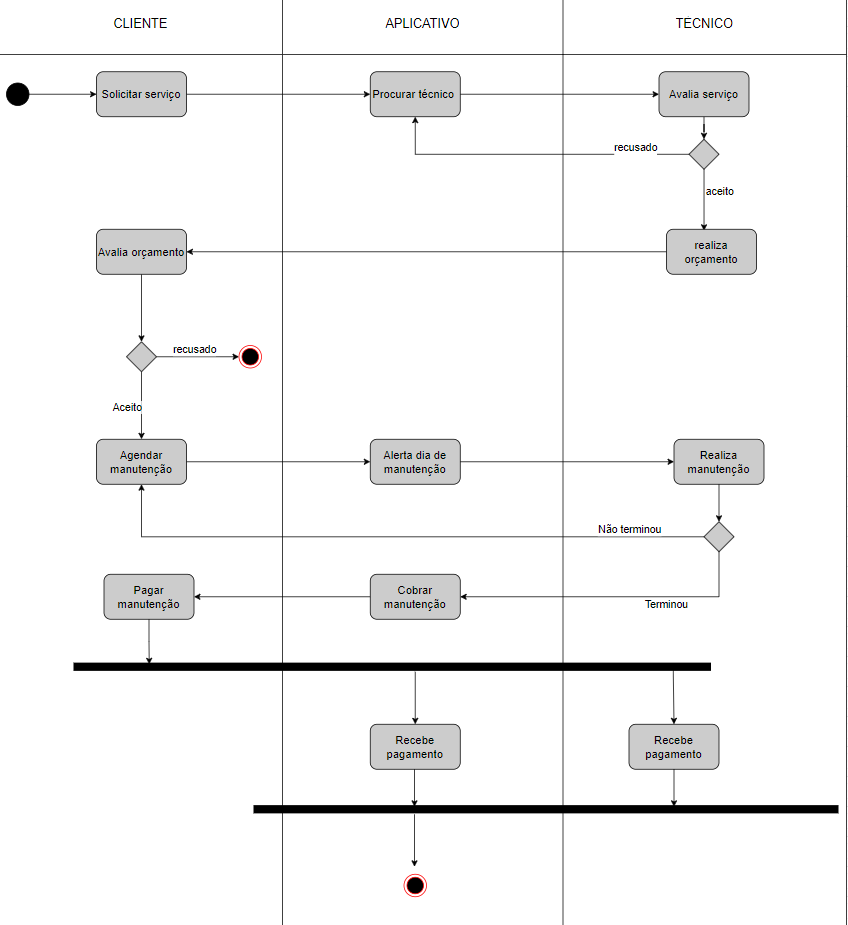 CLIENTE
APLICATIVO
TÉCNICO
Solicitar serviço
Procurar técnico
Avalia serviço
recusado
aceito
Avalia orçamento
realiza
orçamento
recusado
Aceito
Agendar
manutenção
Alerta dia de
manutenção
Realiza
manutenção
Não terminou
Pagar
manutenção
Cobrar
manutenção
Terminou
Recebe
pagamento
Recebe
pagamento